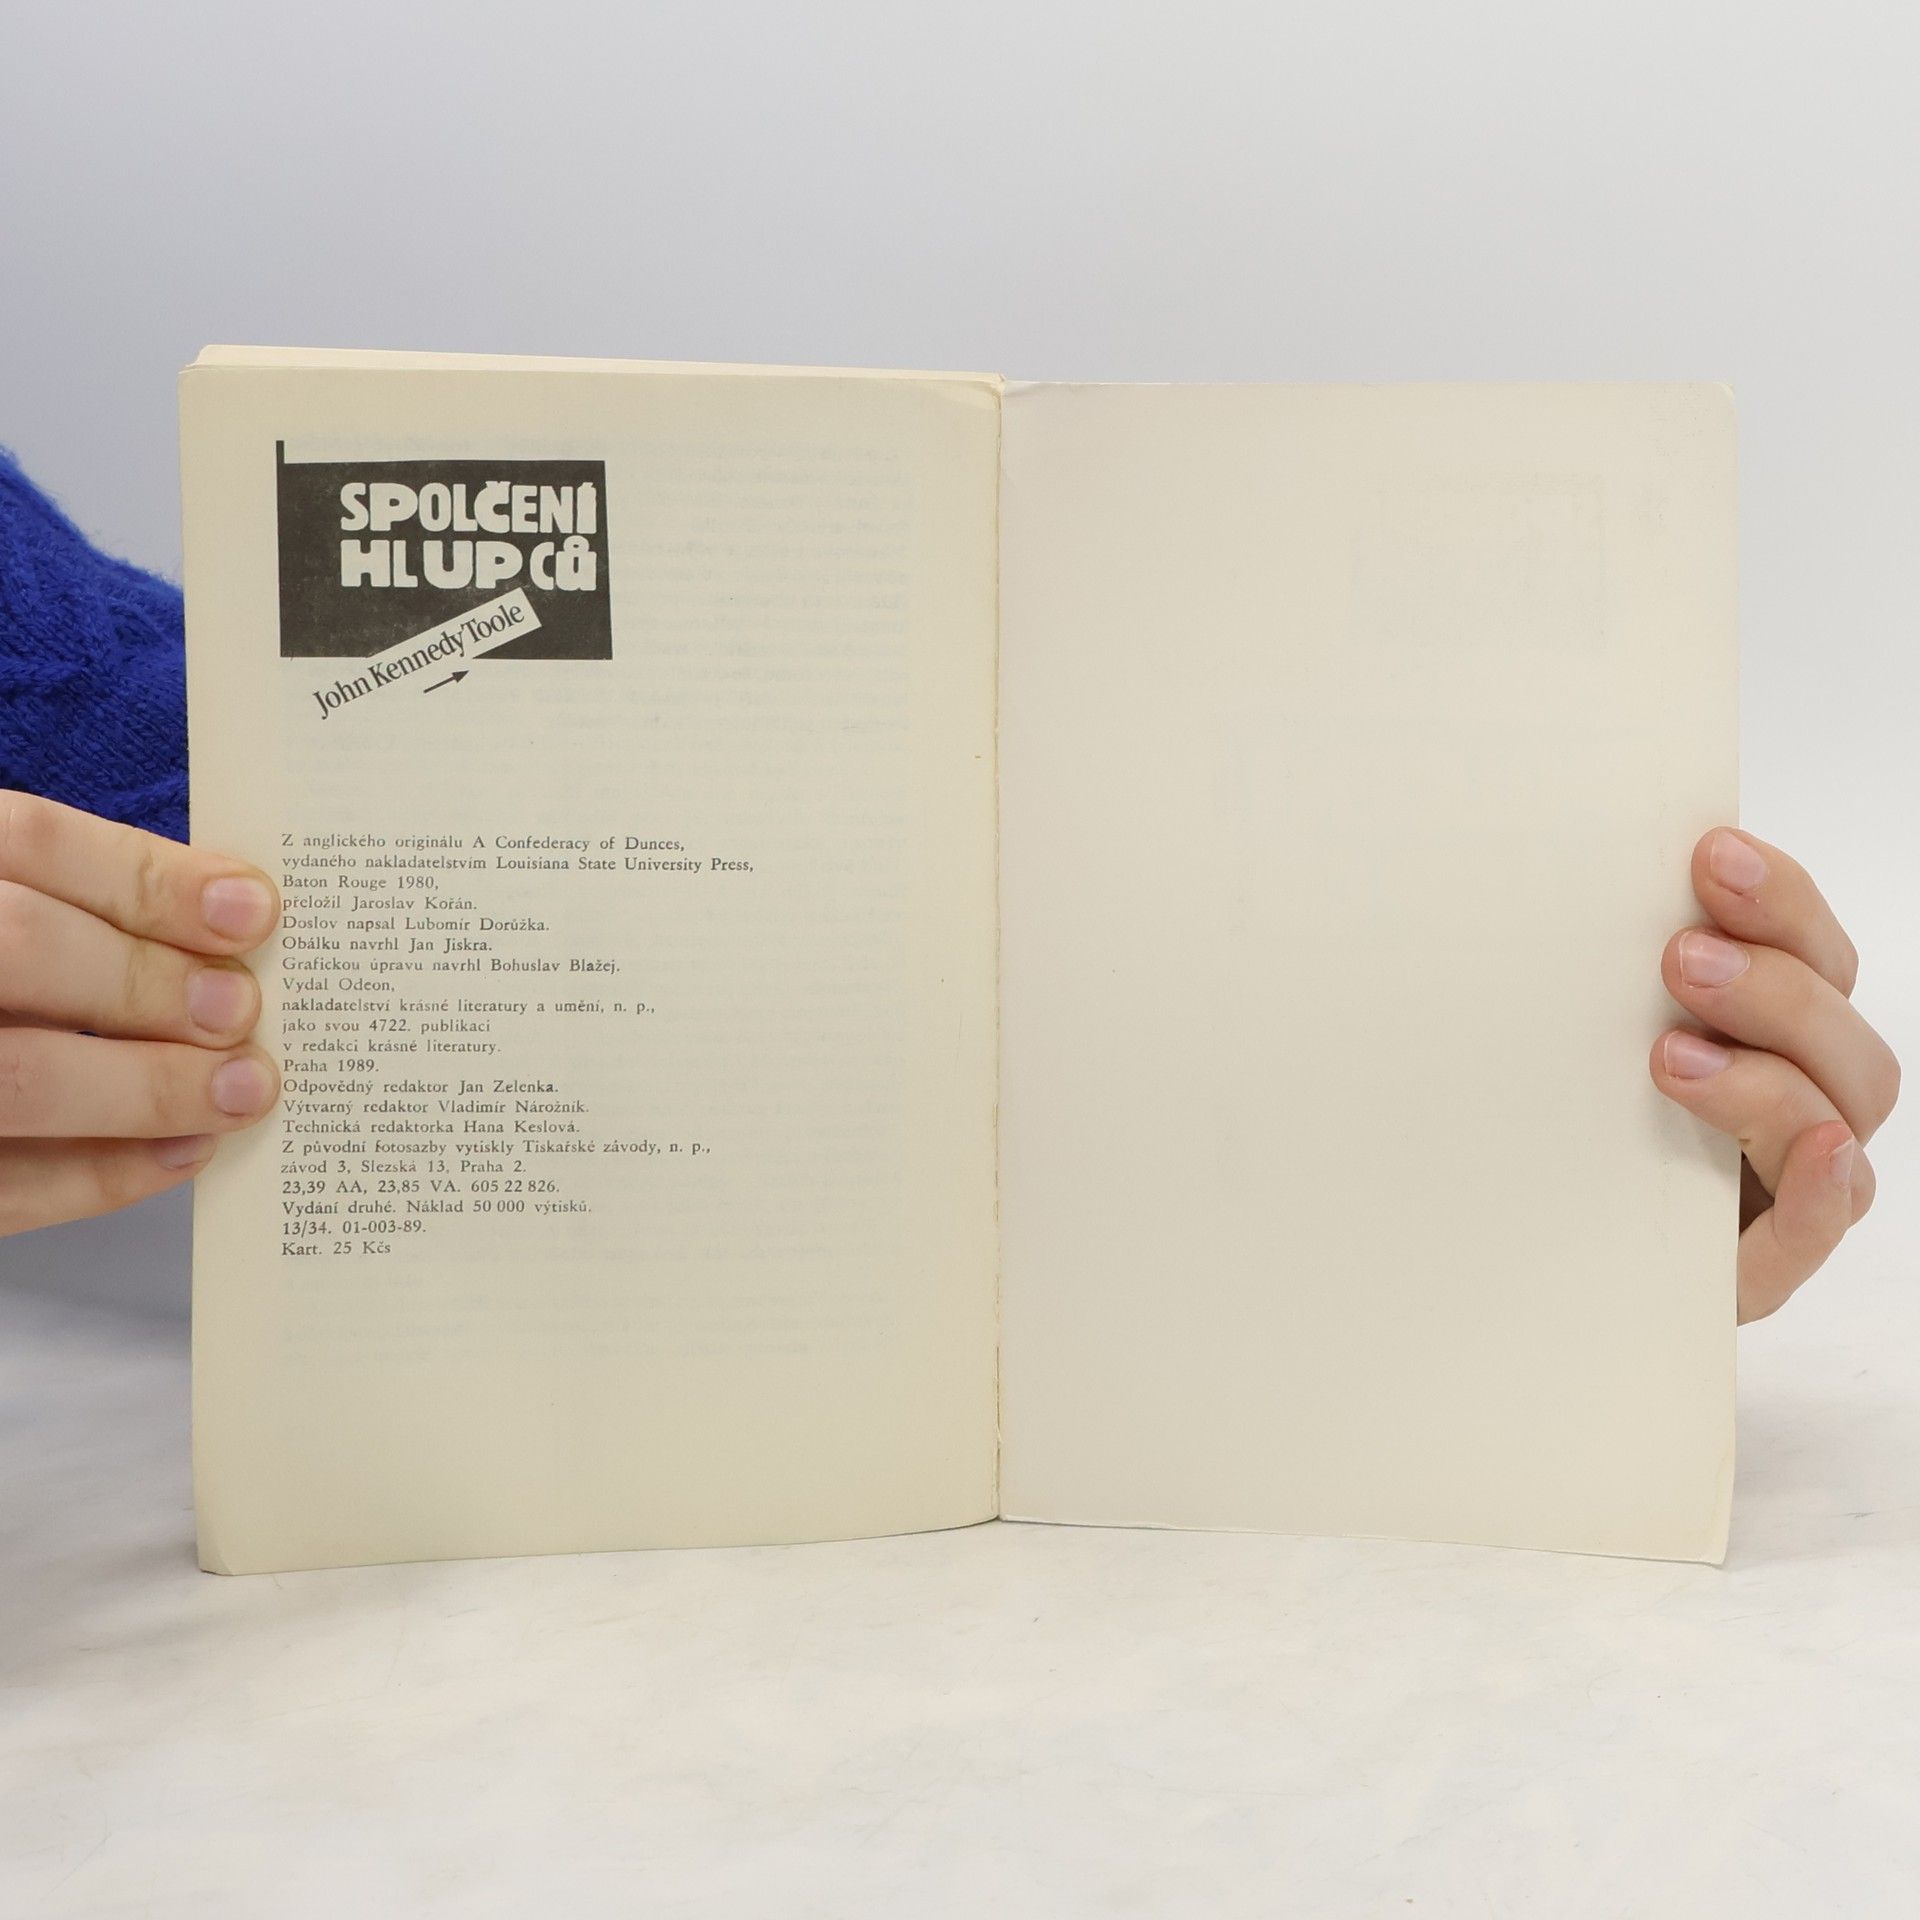 SPOLČENÍ
HLUPCŮ
John Kennedy Toole
Z anglického originálu A Confederacy of Dunces,
vydaného nakladatelstvím Louisiana State University Press,
Baton Rouge 1980,
přeložil Jaroslav Kořán.
Doslov napsal Lubomír Dorůžka.
Obálku navrhl Jan Jiskra.
Grafickou úpravu navrhl Bohuslav Blažej.
Vydal Odeon,
nakladatelství krásné literatury a umění, n. p.,
jako svou 4722. publikaci
v redakci krásné literatury.
Praha 1989.
Odpovědný redaktor Jan Zelenka.
Výtvarný redaktor Vladimír Nárožník.
Technická redaktorka Hana Keslová.
Z původní fotosazby vytiskly Tiskařské závody, n. p.,
závod 3, Slezská 13, Praha 2.
23,39 AA, 23,85 VA. 605 22 826.
Vydání druhé. Náklad 50 000 výtisků.
13/34. 01-003-89.
Kart. 25 Kčs